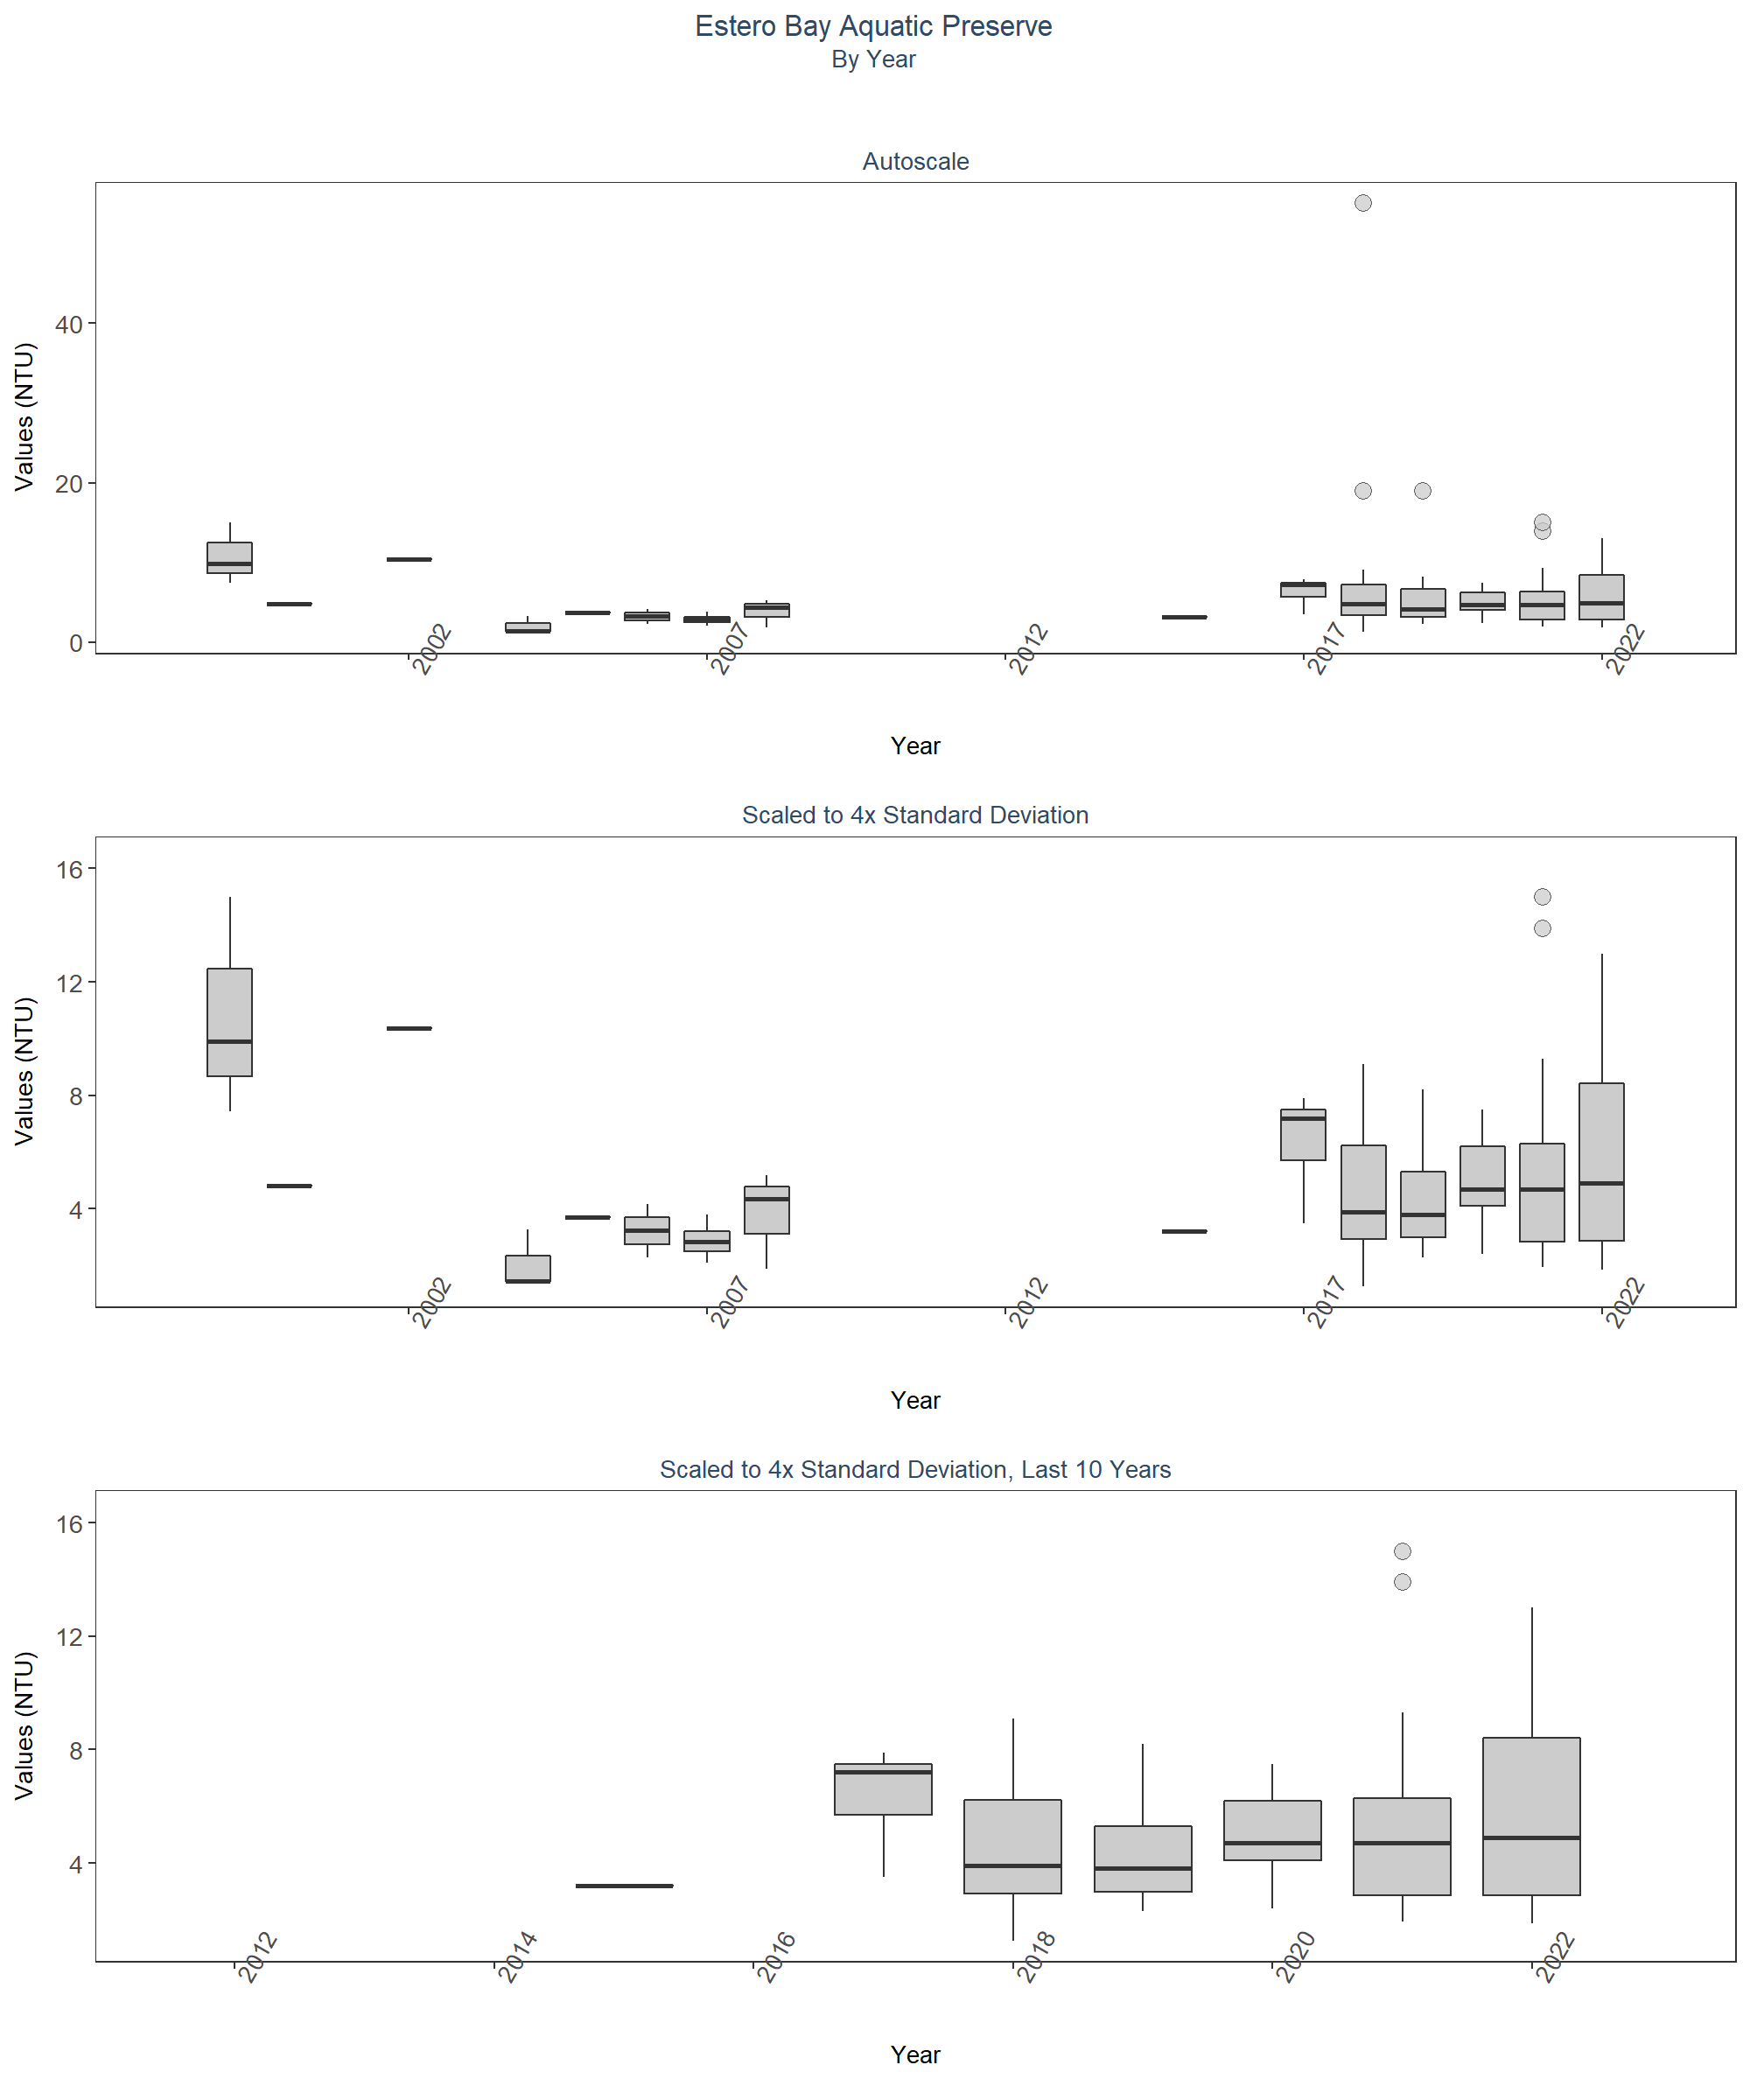 Estero Bay Aquatic Preserve
By Year
Autoscale
Values (NTU)
40
20
0
2002
2007
2012
2017
2022
Year
Scaled to 4x Standard Deviation
Values (NTU)
16
12
8
4
2002
2007
2012
2017
2022
Year
Scaled to 4x Standard Deviation, Last 10 Years
Values (NTU)
16
12
8
4
2012
2014
2016
2018
2020
2022
Year